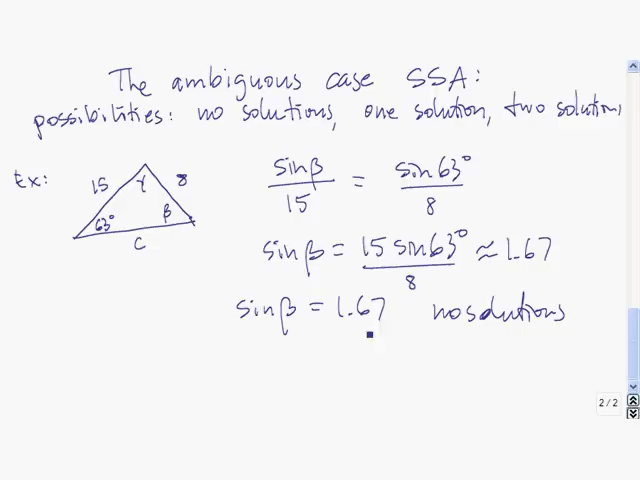 The ambiguous case SSA:
possibilities: no solutions, one solution, two solutions
Ex:
15
γ
8
63°
β
C
sinβ / 15 = sin63° / 8
sinβ = 15 sin63° / 8 ≈ 1.67
sinβ = 1.67 no solutions
2/2